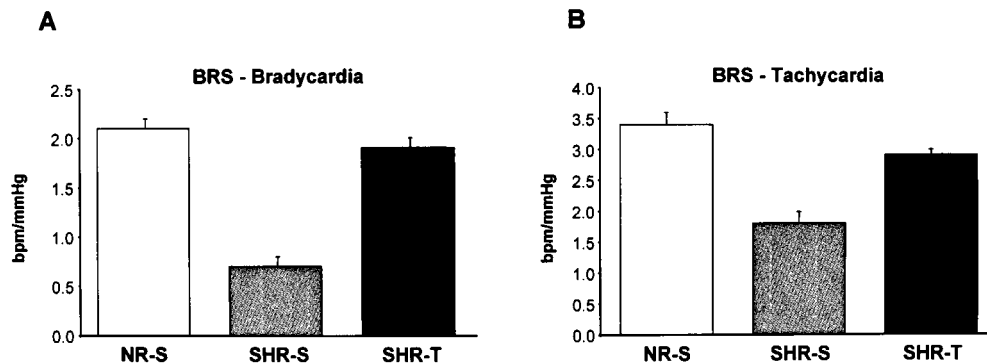 A
BRS - Bradycardia
bpm/mmHg
2.5
2.0
1.5
1.0
0.5
0.0
NR-S SHR-S SHR-T
B
BRS - Tachycardia
bpm/mmHg
4.0
3.5
3.0
2.5
2.0
1.5
1.0
0.5
0.0
NR-S SHR-S SHR-T